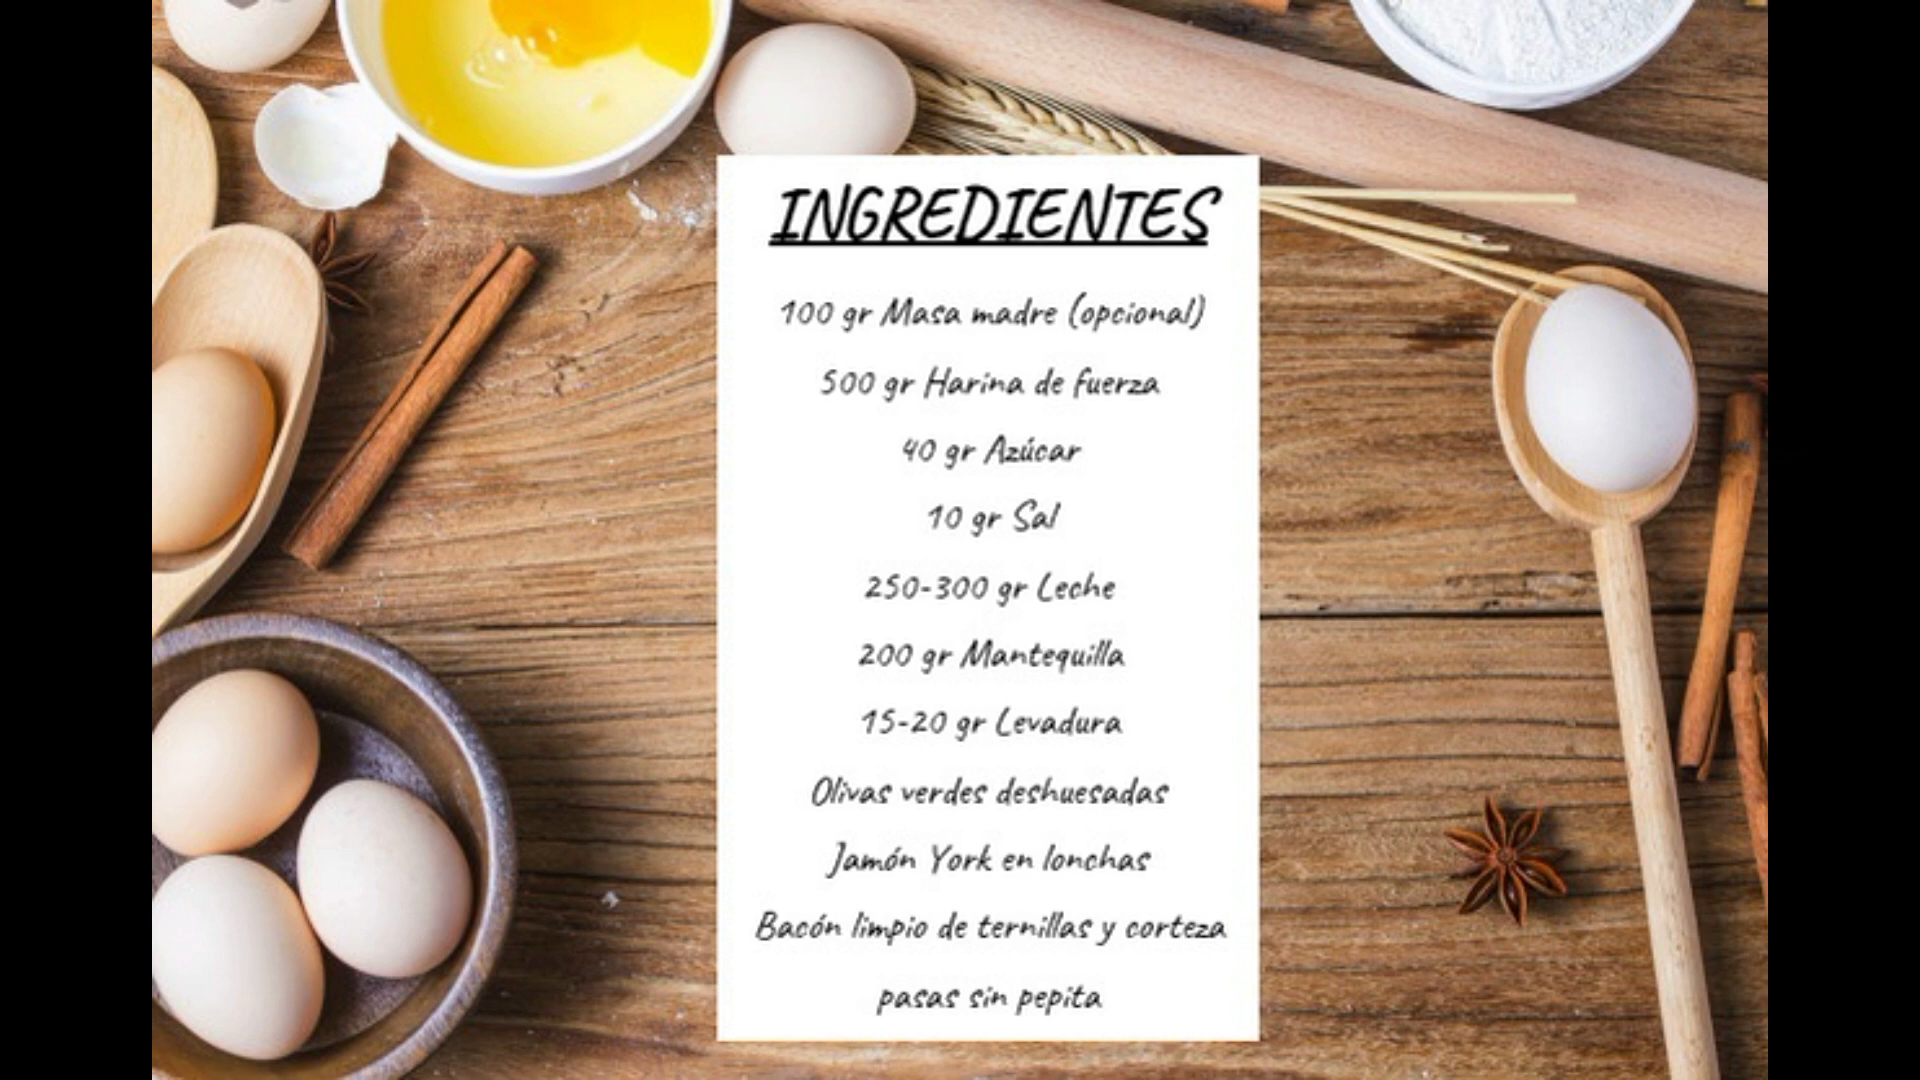 INGREDIENTES
100 gr Masa madre (opcional)
500 gr Harina de fuerza
40 gr Azúcar
10 gr Sal
250-300 gr Leche
200 gr Mantequilla
15-20 gr Levadura
Olivas verdes deshuesadas
Jamón York en lonchas
Bacón limpio de ternillas y corteza
pasas sin pepita